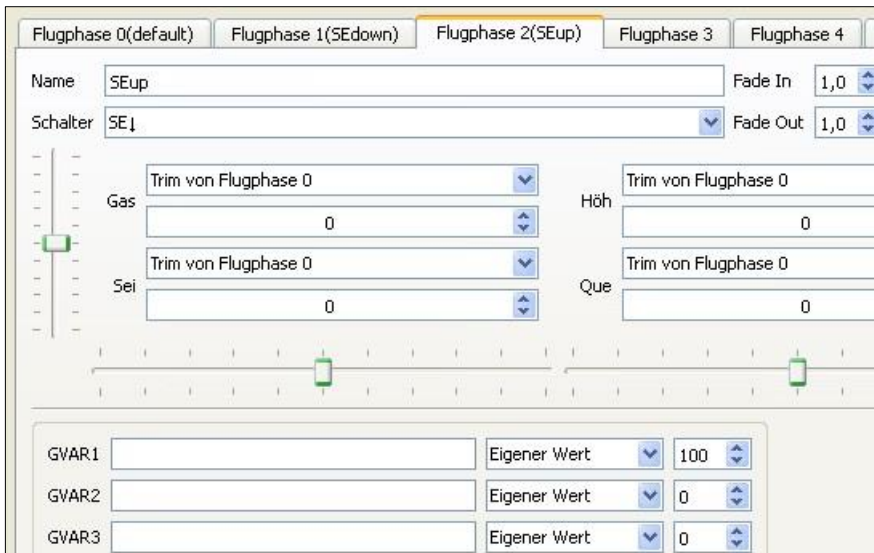 Flugphase 0(default) Flugphase 1(SEdown) Flugphase 2(SEup) Flugphase 3 Flugphase 4
Name SEup Fade In 1,0
Schalter SE↓ Fade Out 1,0
Trim von Flugphase 0 Trim von Flugphase 0
Gas Höh
0 0
Trim von Flugphase 0 Trim von Flugphase 0
Sei Que
0 0
GVAR1 Eigener Wert 100
GVAR2 Eigener Wert 0
GVAR3 Eigener Wert 0